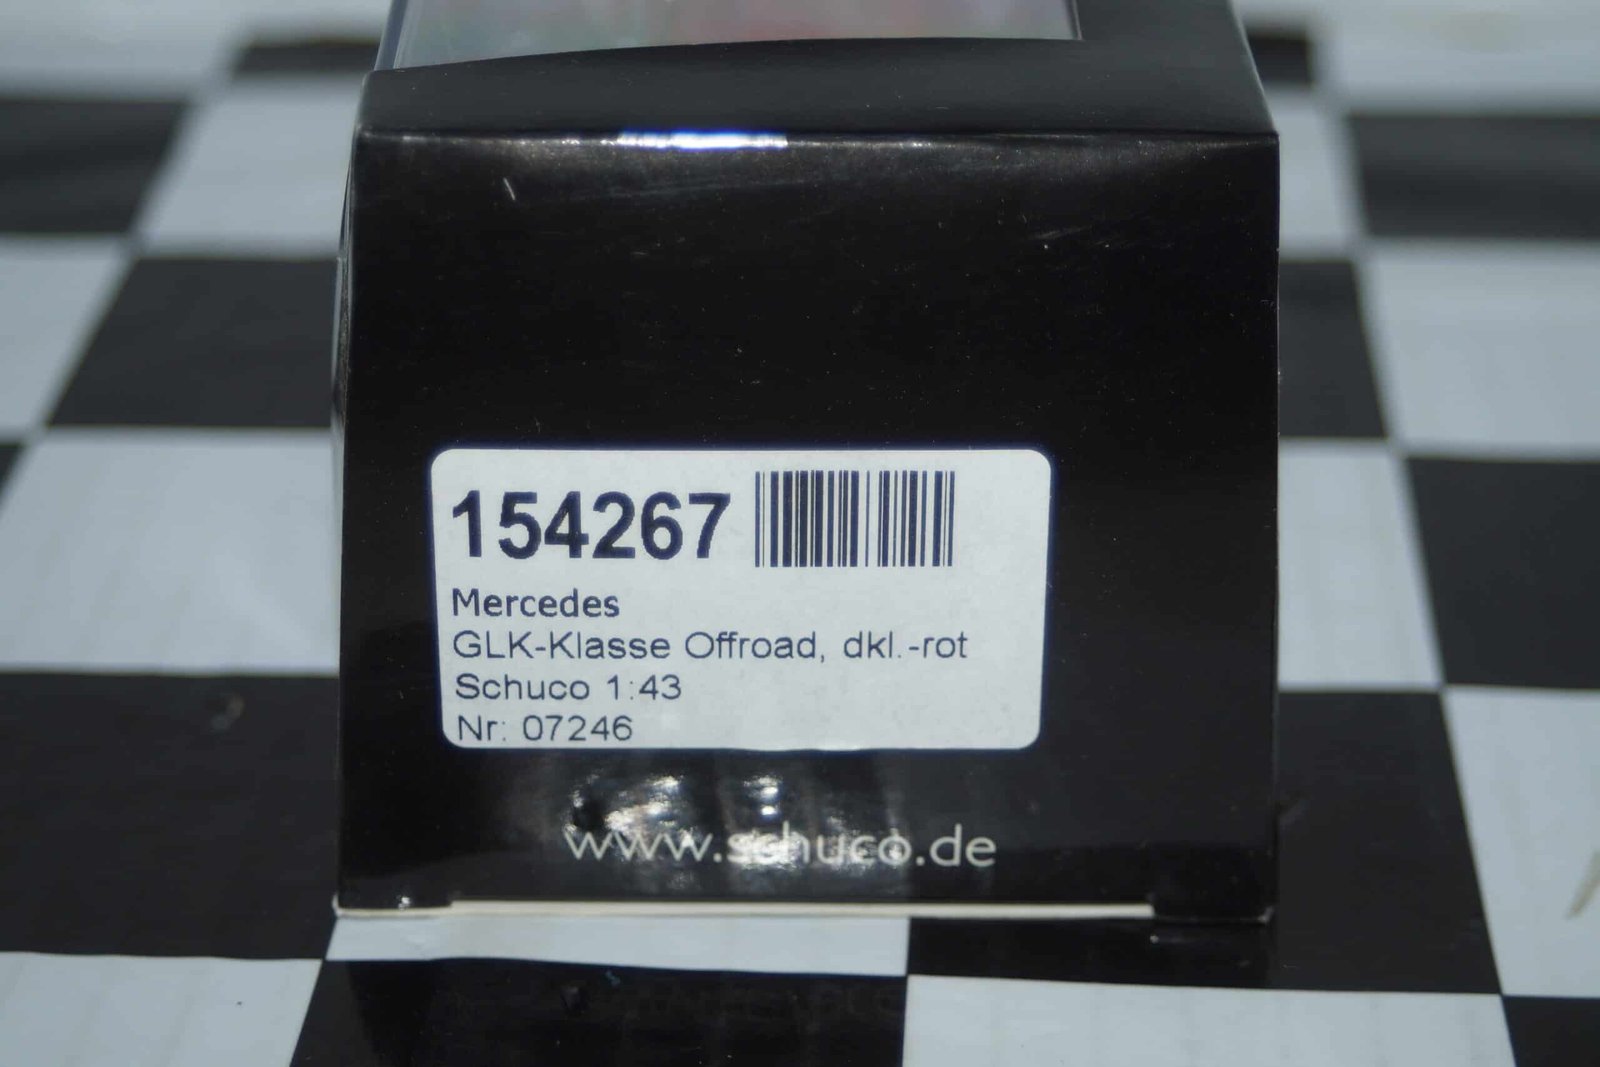 154267
Mercedes
GLK-Klasse Offroad, dkl.-rot
Schuco 1:43
Nr: 07246
www.schuco.de